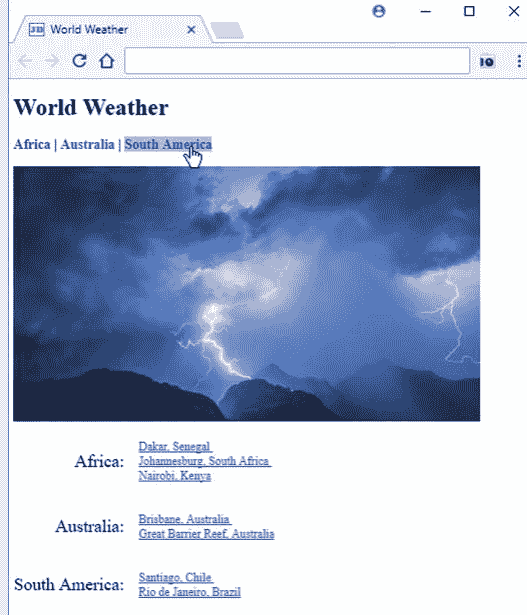 World Weather
World Weather
Africa | Australia | South America
Africa:
Dakar, Senegal
Johannesburg, South Africa
Nairobi, Kenya
Australia:
Brisbane, Australia
Great Barrier Reef, Australia
South America:
Santiago, Chile
Rio de Janeiro, Brazil